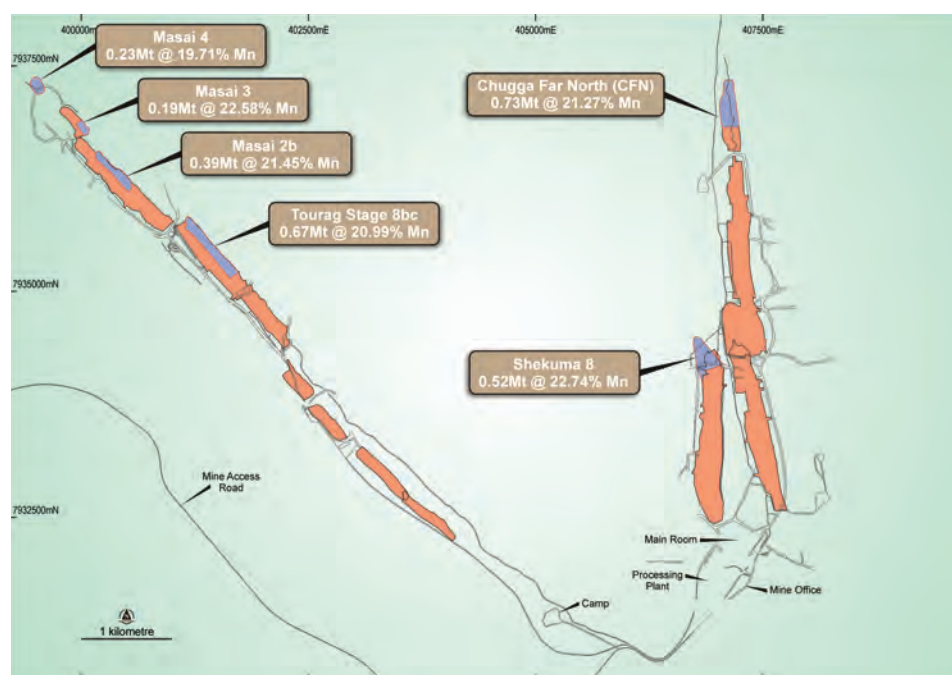 400000mE
402500mE
405000mE
407500mE
7937500mN
Masai 4
0.23Mt @ 19.71% Mn
Masai 3
0.19Mt @ 22.58% Mn
Chugga Far North (CFN)
0.73Mt @ 21.27% Mn
Masai 2b
0.39Mt @ 21.45% Mn
Tourag Stage 8bc
0.67Mt @ 20.99% Mn
7935000mN
Shekuma 8
0.52Mt @ 22.74% Mn
Mine Access
Road
7932500mN
Main Room
Processing
Plant
Mine Office
Camp
1 kilometre